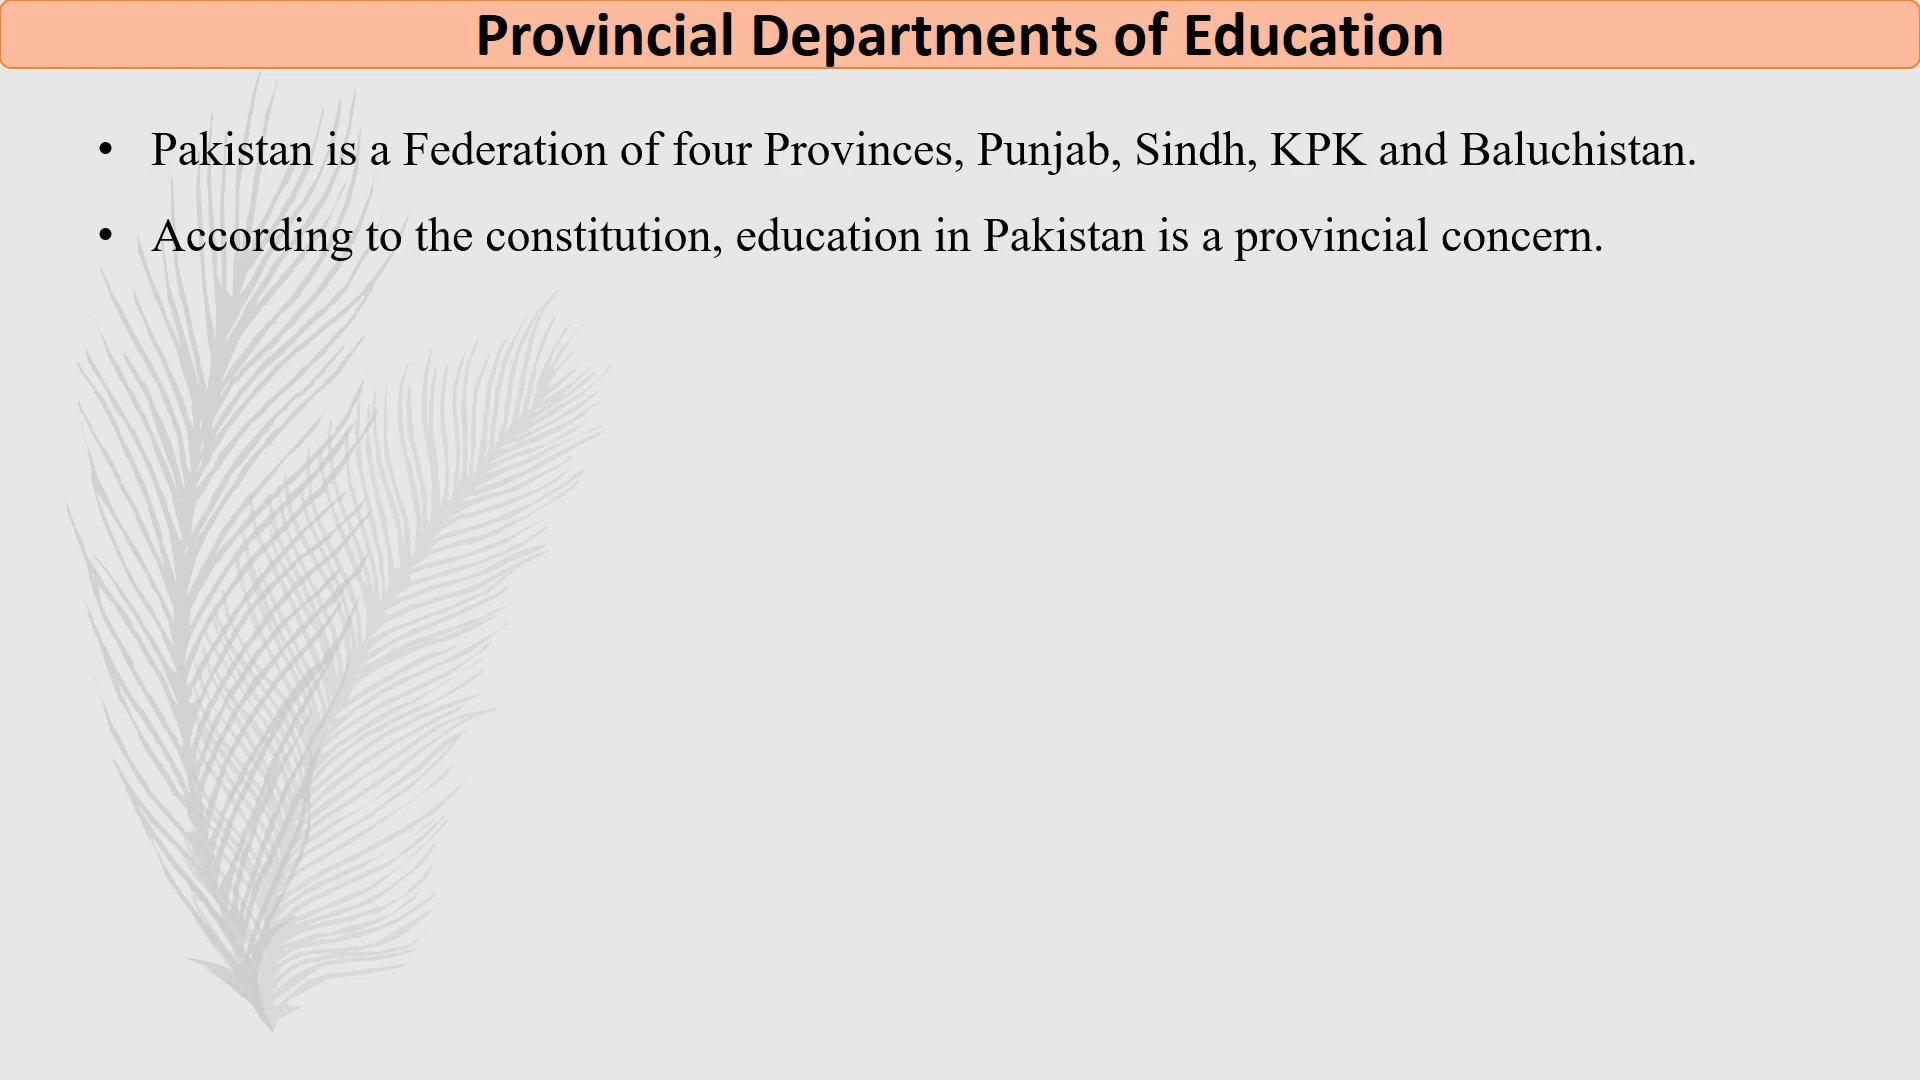 Provincial Departments of Education
• Pakistan is a Federation of four Provinces, Punjab, Sindh, KPK and Baluchistan.
• According to the constitution, education in Pakistan is a provincial concern.